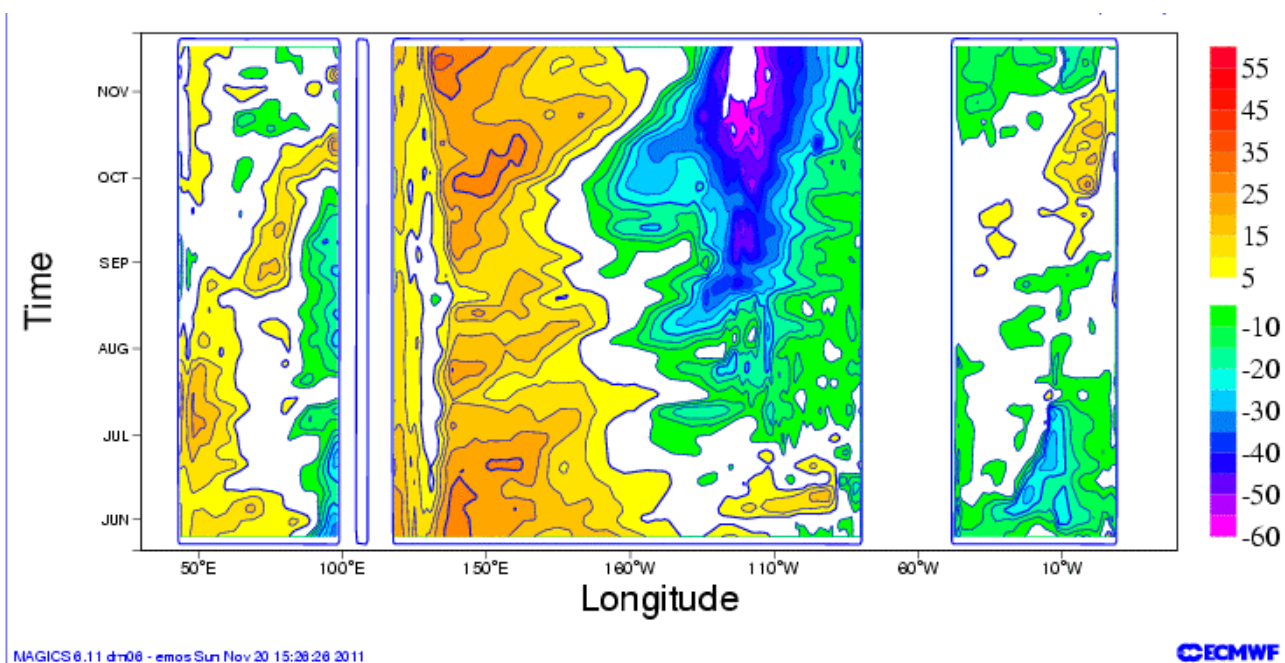 NOV
OCT
SEP
AUG
JUL
JUN
Time
50°E
100°E
150°E
160°W
110°W
60°W
10°W
Longitude
55
45
35
25
15
5
-10
-20
-30
-40
-50
-60
MAGICS 6.11 dm06 - emos Sun Nov 20 15:26:26 2011
ECMWF